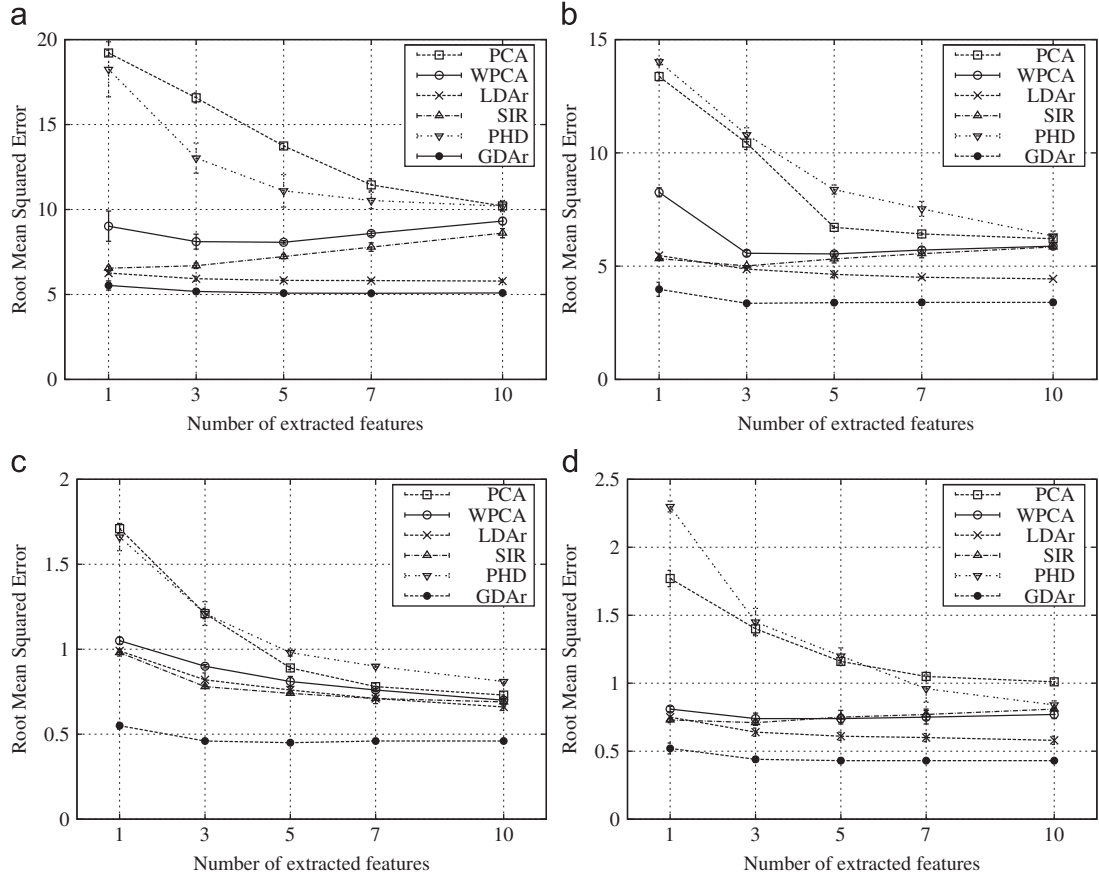 a
20
15
10
5
0
Root Mean Squared Error
PCA
WPCA
LDAr
SIR
PHD
GDAr
1 3 5 7 10
Number of extracted features
b
15
10
5
0
Root Mean Squared Error
PCA
WPCA
LDAr
SIR
PHD
GDAr
1 3 5 7 10
Number of extracted features
c
2
1.5
1
0.5
0
Root Mean Squared Error
PCA
WPCA
LDAr
SIR
PHD
GDAr
1 3 5 7 10
Number of extracted features
d
2.5
2
1.5
1
0.5
0
Root Mean Squared Error
PCA
WPCA
LDAr
SIR
PHD
GDAr
1 3 5 7 10
Number of extracted features